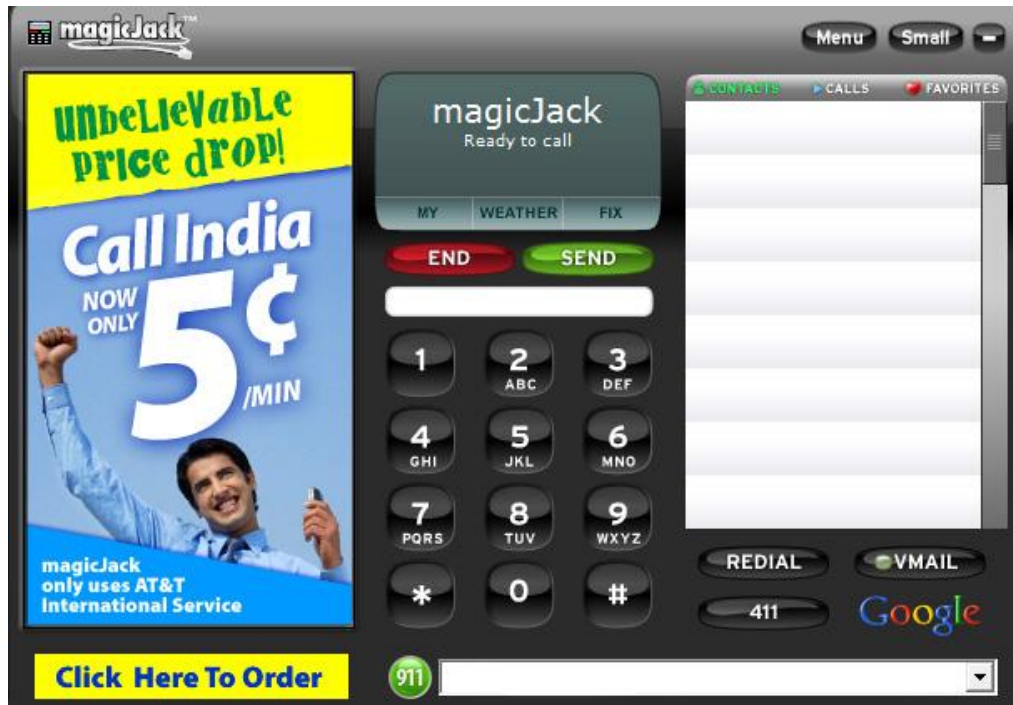 magicJack™
Menu
Small
unbelievable
price drop!
Call India
NOW
ONLY
5¢
/MIN
magicJack
only uses AT&T
International Service
Click Here To Order
magicJack
Ready to call
MY
WEATHER
FIX
END
SEND
1
2
ABC
3
DEF
4
GHI
5
JKL
6
MNO
7
PQRS
8
TUV
9
WXYZ
*
0
#
911
CONTACTS
CALLS
FAVORITES
REDIAL
VMAIL
411
Google